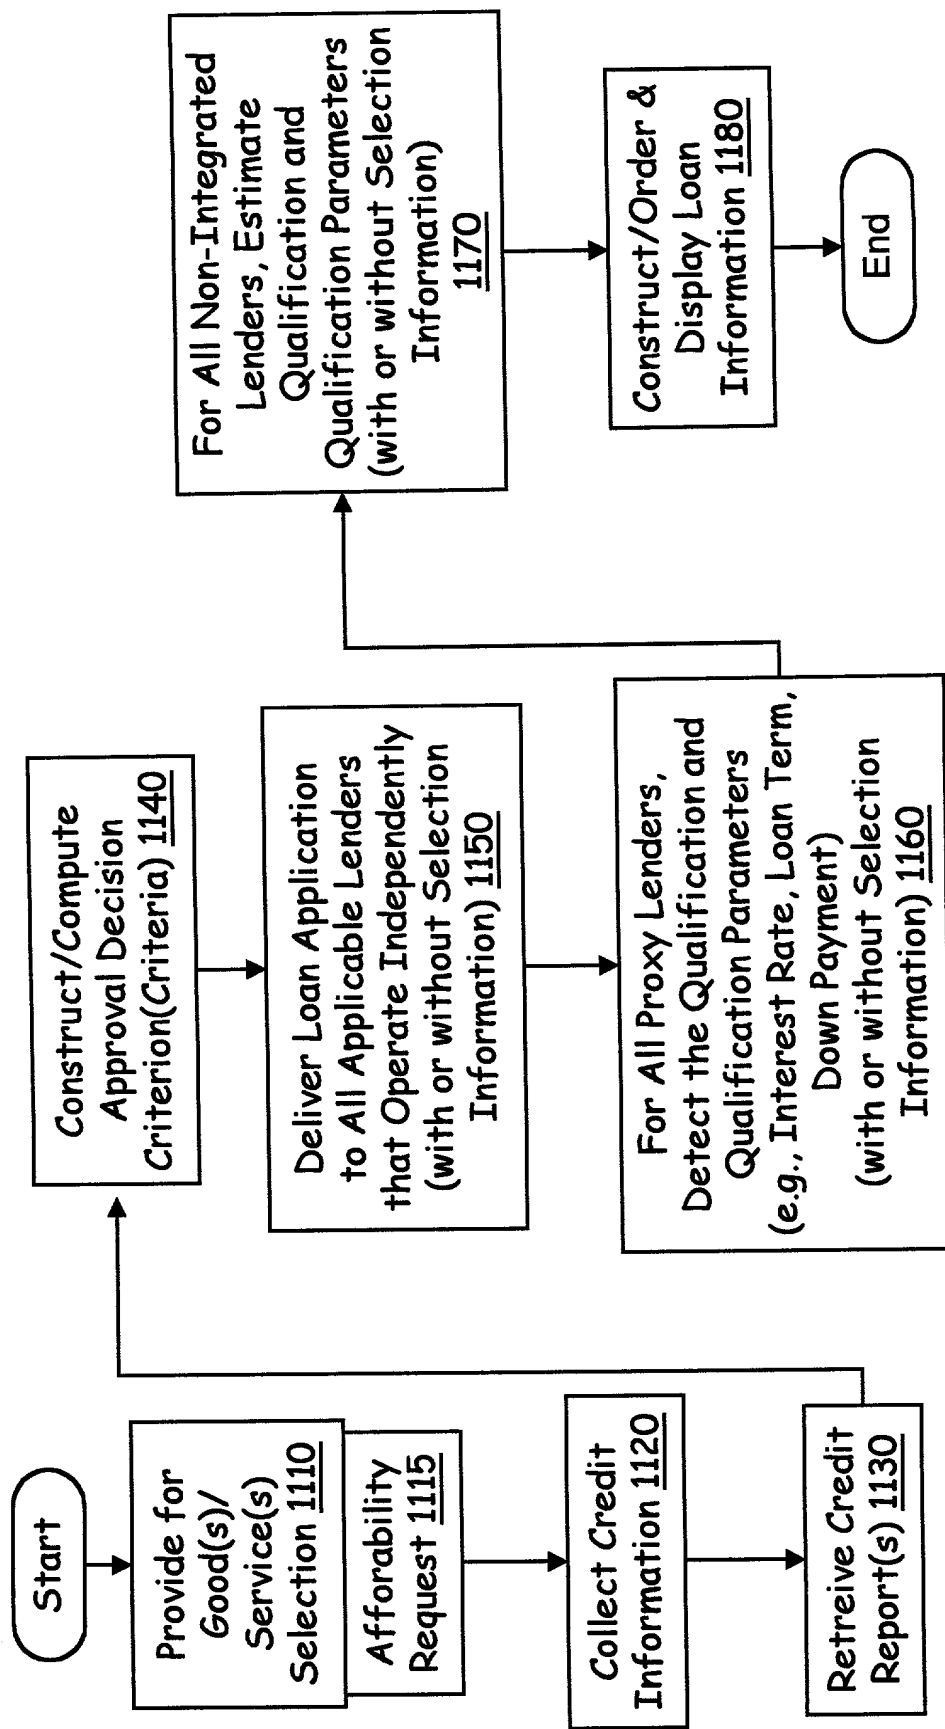 Start
Provide for
Good(s)/
Service(s)
Selection 1110
Afforability
Request 1115
Collect Credit
Information 1120
Retreive Credit
Report(s) 1130
Construct/Compute
Approval Decision
Criterion(Criteria) 1140
Deliver Loan Application
to All Applicable Lenders
that Operate Independently
(with or without Selection
Information) 1150
For All Proxy Lenders,
Detect the Qualification and
Qualification Parameters
(e.g., Interest Rate, Loan Term,
Down Payment)
(with or without Selection
Information) 1160
For All Non-Integrated
Lenders, Estimate
Qualification and
Qualification Parameters
(with or without Selection
Information)
1170
Construct/Order &
Display Loan
Information 1180
End